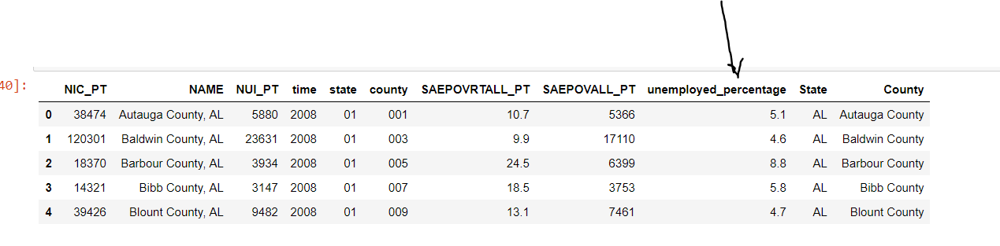 40]:
NIC_PT NAME NUI_PT time state county SAEPOVRTALL_PT SAEPOVALL_PT unemployed_percentage State County
0 38474 Autauga County, AL 5880 2008 01 001 10.7 5366 5.1 AL Autauga County
1 120301 Baldwin County, AL 23631 2008 01 003 9.9 17110 4.6 AL Baldwin County
2 18370 Barbour County, AL 3934 2008 01 005 24.5 6399 8.8 AL Barbour County
3 14321 Bibb County, AL 3147 2008 01 007 18.5 3753 5.8 AL Bibb County
4 39426 Blount County, AL 9482 2008 01 009 13.1 7461 4.7 AL Blount County